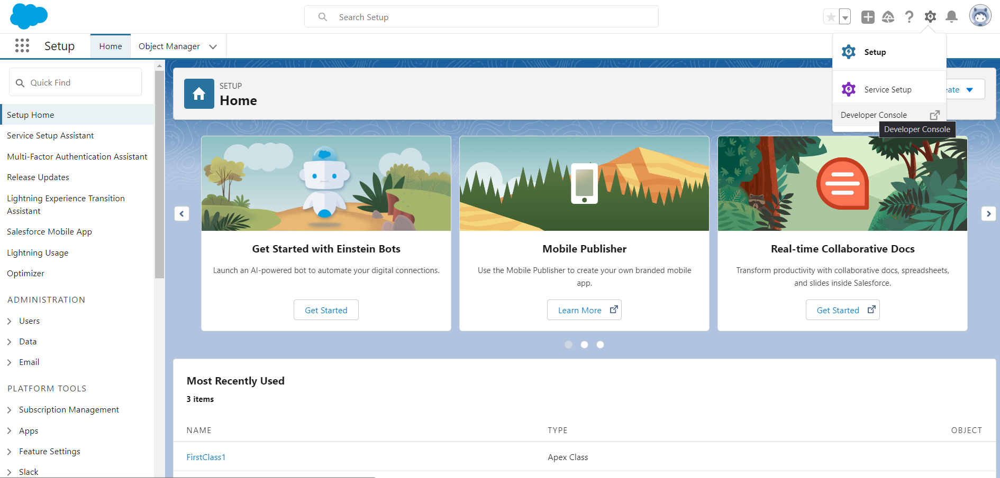 Search Setup
Setup
Home
Object Manager
Setup
Service Setup
Developer Console
Developer Console
Quick Find
Setup Home
Service Setup Assistant
Multi-Factor Authentication Assistant
Release Updates
Lightning Experience Transition
Assistant
Salesforce Mobile App
Lightning Usage
Optimizer
ADMINISTRATION
Users
Data
Email
PLATFORM TOOLS
Subscription Management
Apps
Feature Settings
Slack
SETUP
Home
eate
Get Started with Einstein Bots
Launch an AI-powered bot to automate your digital connections.
Get Started
Mobile Publisher
Use the Mobile Publisher to create your own branded mobile
app.
Learn More
Real-time Collaborative Docs
Transform productivity with collaborative docs, spreadsheets,
and slides inside Salesforce.
Get Started
Most Recently Used
3 items
NAME TYPE OBJECT
FirstClass1 Apex Class